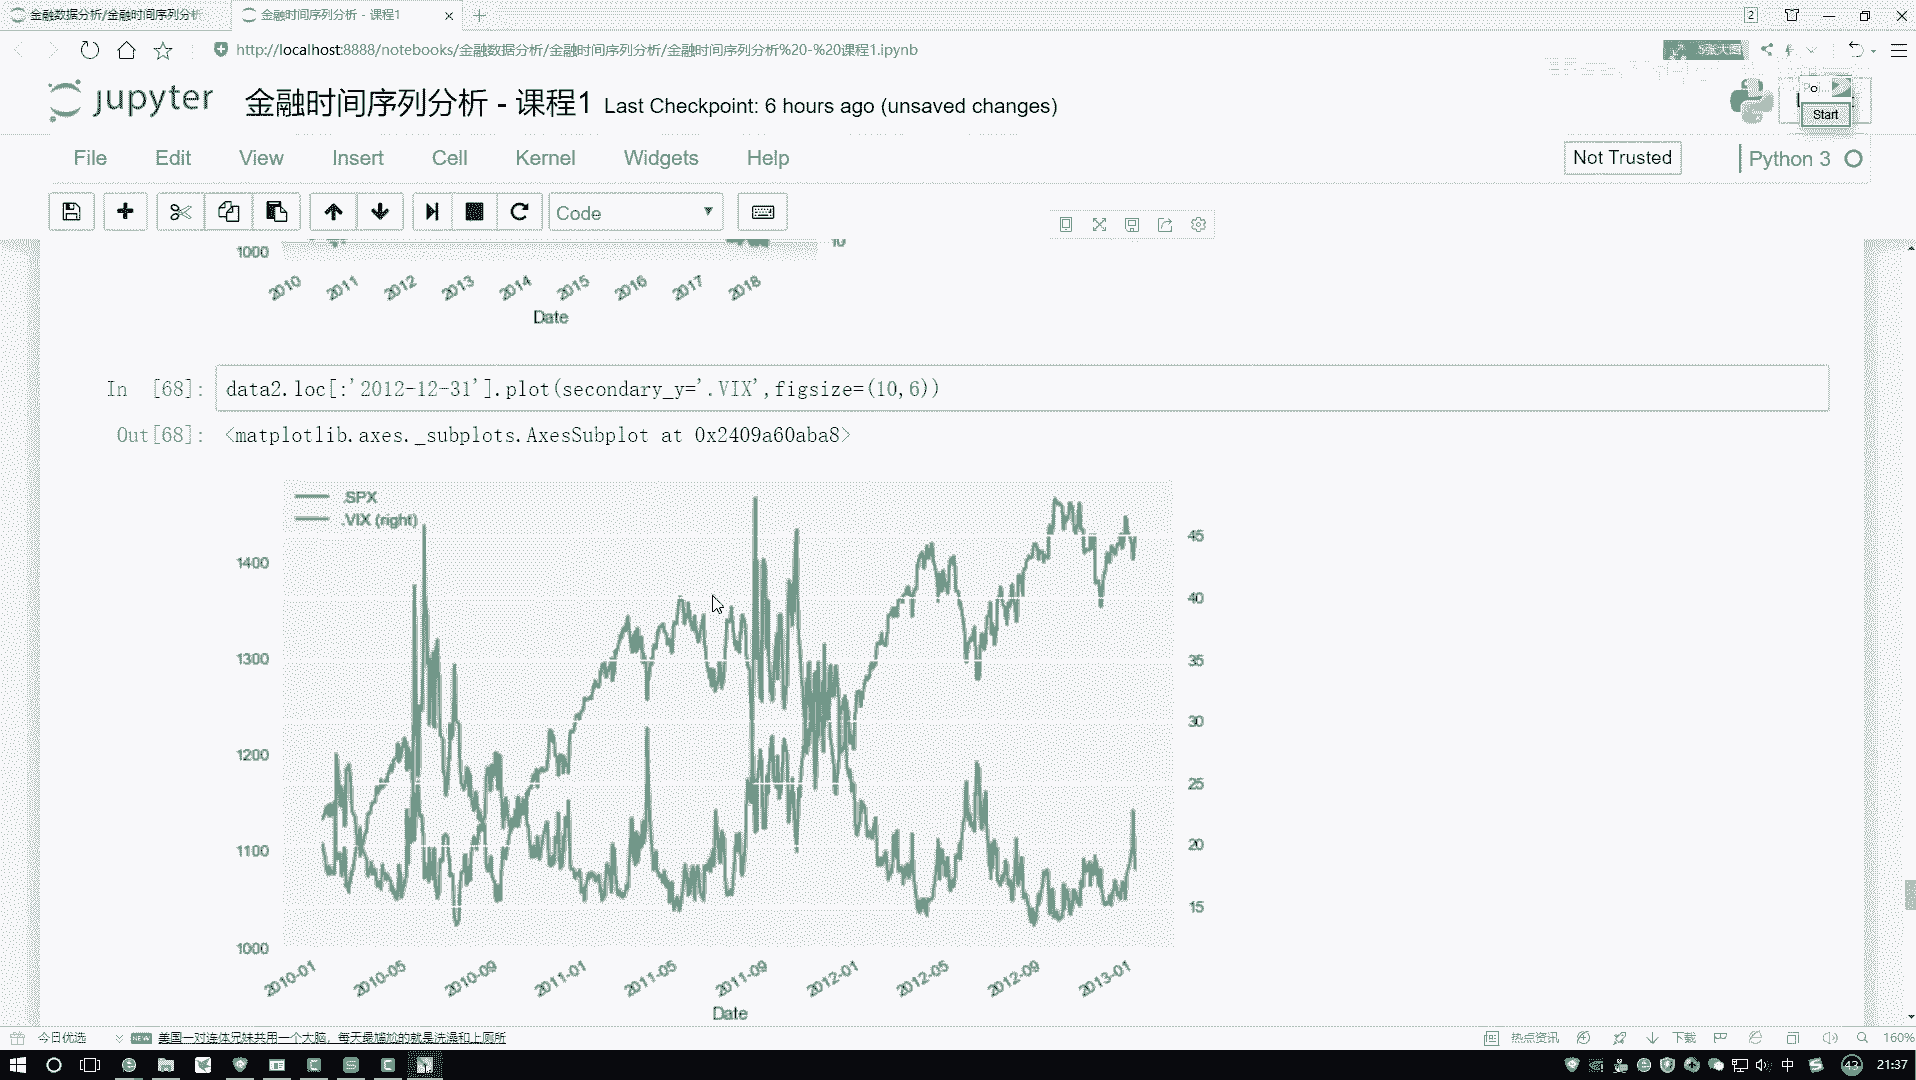 金融数据分析/金融时间序列分析
金融时间序列分析 - 课程1
2
http://localhost:8888/notebooks/金融数据分析/金融时间序列分析/金融时间序列分析%20-%20课程1.ipynb
5张大图
jupyter 金融时间序列分析 - 课程1 Last Checkpoint: 6 hours ago (unsaved changes)
Start
File Edit View Insert Cell Kernel Widgets Help
Not Trusted
Python 3
Code
1000
10
2010 2011 2012 2013 2014 2015 2016 2017 2018
Date
In [68]: data2.loc[:'2012-12-31'].plot(secondary_y='.VIX',figsize=(10,6))
Out[68]: <matplotlib.axes._subplots.AxesSubplot at 0x2409a60aba8>
.SPX
.VIX (right)
1400
1300
1200
1100
1000
45
40
35
30
25
20
15
2010-01 2010-05 2010-09 2011-01 2011-05 2011-09 2012-01 2012-05 2012-09 2013-01
Date
今日优选
NEW
美国一对连体兄妹共用一个大脑，每天最尴尬的就是洗澡和上厕所
热点资讯
下载
160%
中
43
21:37